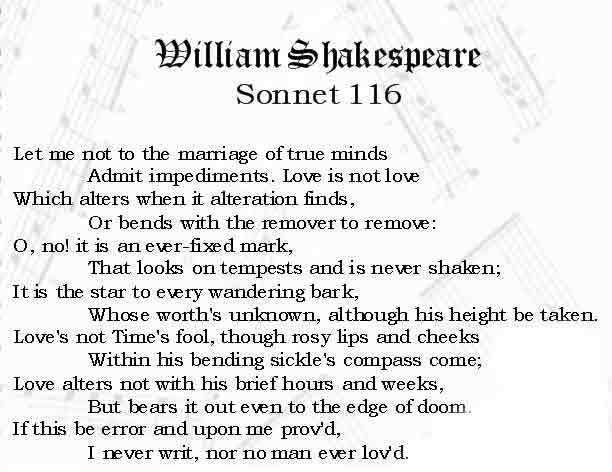 William Shakespeare
Sonnet 116
Let me not to the marriage of true minds
Admit impediments. Love is not love
Which alters when it alteration finds,
Or bends with the remover to remove:
O, no! it is an ever-fixed mark,
That looks on tempests and is never shaken;
It is the star to every wandering bark,
Whose worth's unknown, although his height be taken.
Love's not Time's fool, though rosy lips and cheeks
Within his bending sickle's compass come;
Love alters not with his brief hours and weeks,
But bears it out even to the edge of doom.
If this be error and upon me prov'd,
I never writ, nor no man ever lov'd.